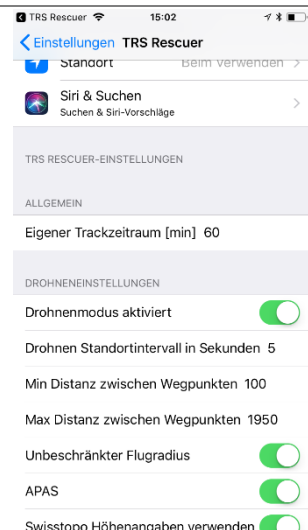 TRS Rescuer 15:02
Einstellungen TRS Rescuer
Standort Beim Verwenden
Siri & Suchen
Suchen & Siri-Vorschläge
TRS RESCUER-EINSTELLUNGEN
ALLGEMEIN
Eigener Trackzeitraum [min] 60
DROHNENEINSTELLUNGEN
Drohnenmodus aktiviert
Drohnen Standortintervall in Sekunden 5
Min Distanz zwischen Wegpunkten 100
Max Distanz zwischen Wegpunkten 1950
Unbeschränkter Flugradius
APAS
Swisstopo Höhenangaben verwenden